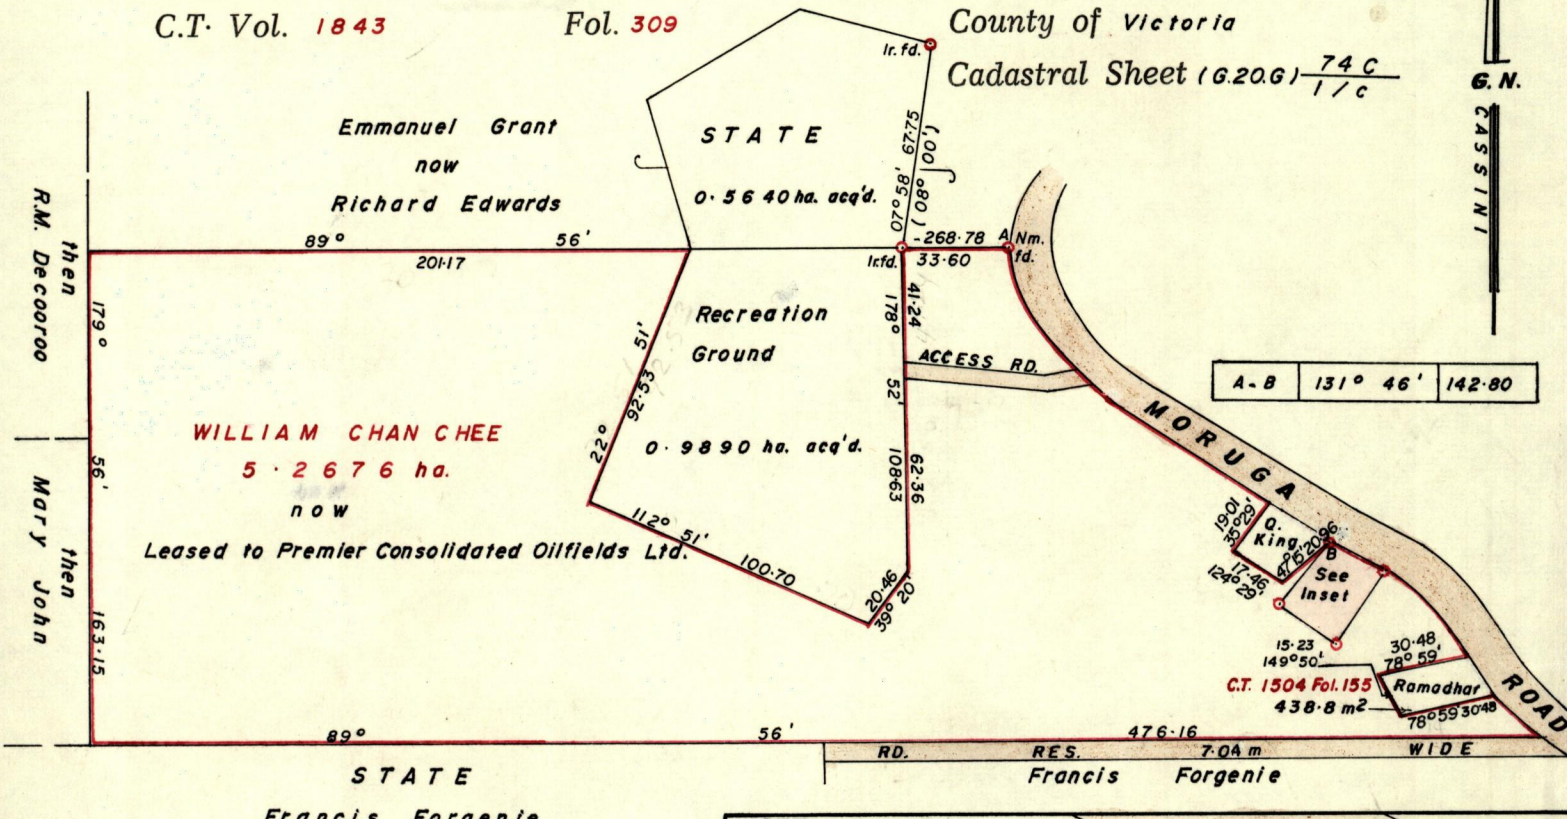 C.T. Vol. 1843 Fol. 309
County of Victoria
Cadastral Sheet (G.20.G) 74 C
1 / c
G. N.
CASSINI
Ir. fd.
Emmanuel Grant
now
Richard Edwards
STATE
0.5640 ha. acq'd.
67.75
07° 58'
(08° 00')
89° 56'
201.17
-268.78
33.60
A
Nm.
fd.
Ir.fd.
then
R.M. Decooroo
179°
56'
163.15
then
Mary John
WILLIAM CHAN CHEE
5.2676 ha.
now
Leased to Premier Consolidated Oilfields Ltd.
Recreation
Ground
0.9890 ha. acq'd.
51'
92.53
22°
112° 51'
100.70
20.46
39° 20'
41.24
178°
52'
62.36
108.63
ACCESS RD.
A-B 131° 46' 142.80
MORUGA
ROAD
19.01
35°29'
Q.
King
47°15' 20.96
B
17.46
124° 29'
See
Inset
15.23
149°50'
30.48
78° 59'
C.T. 1504 Fol. 155
438.8 m2
Ramadhar
78° 59 30.48
89° 56' 476.16
RD. RES. 7.04 m WIDE
STATE
Francis Forgenie
Francis Forgenie